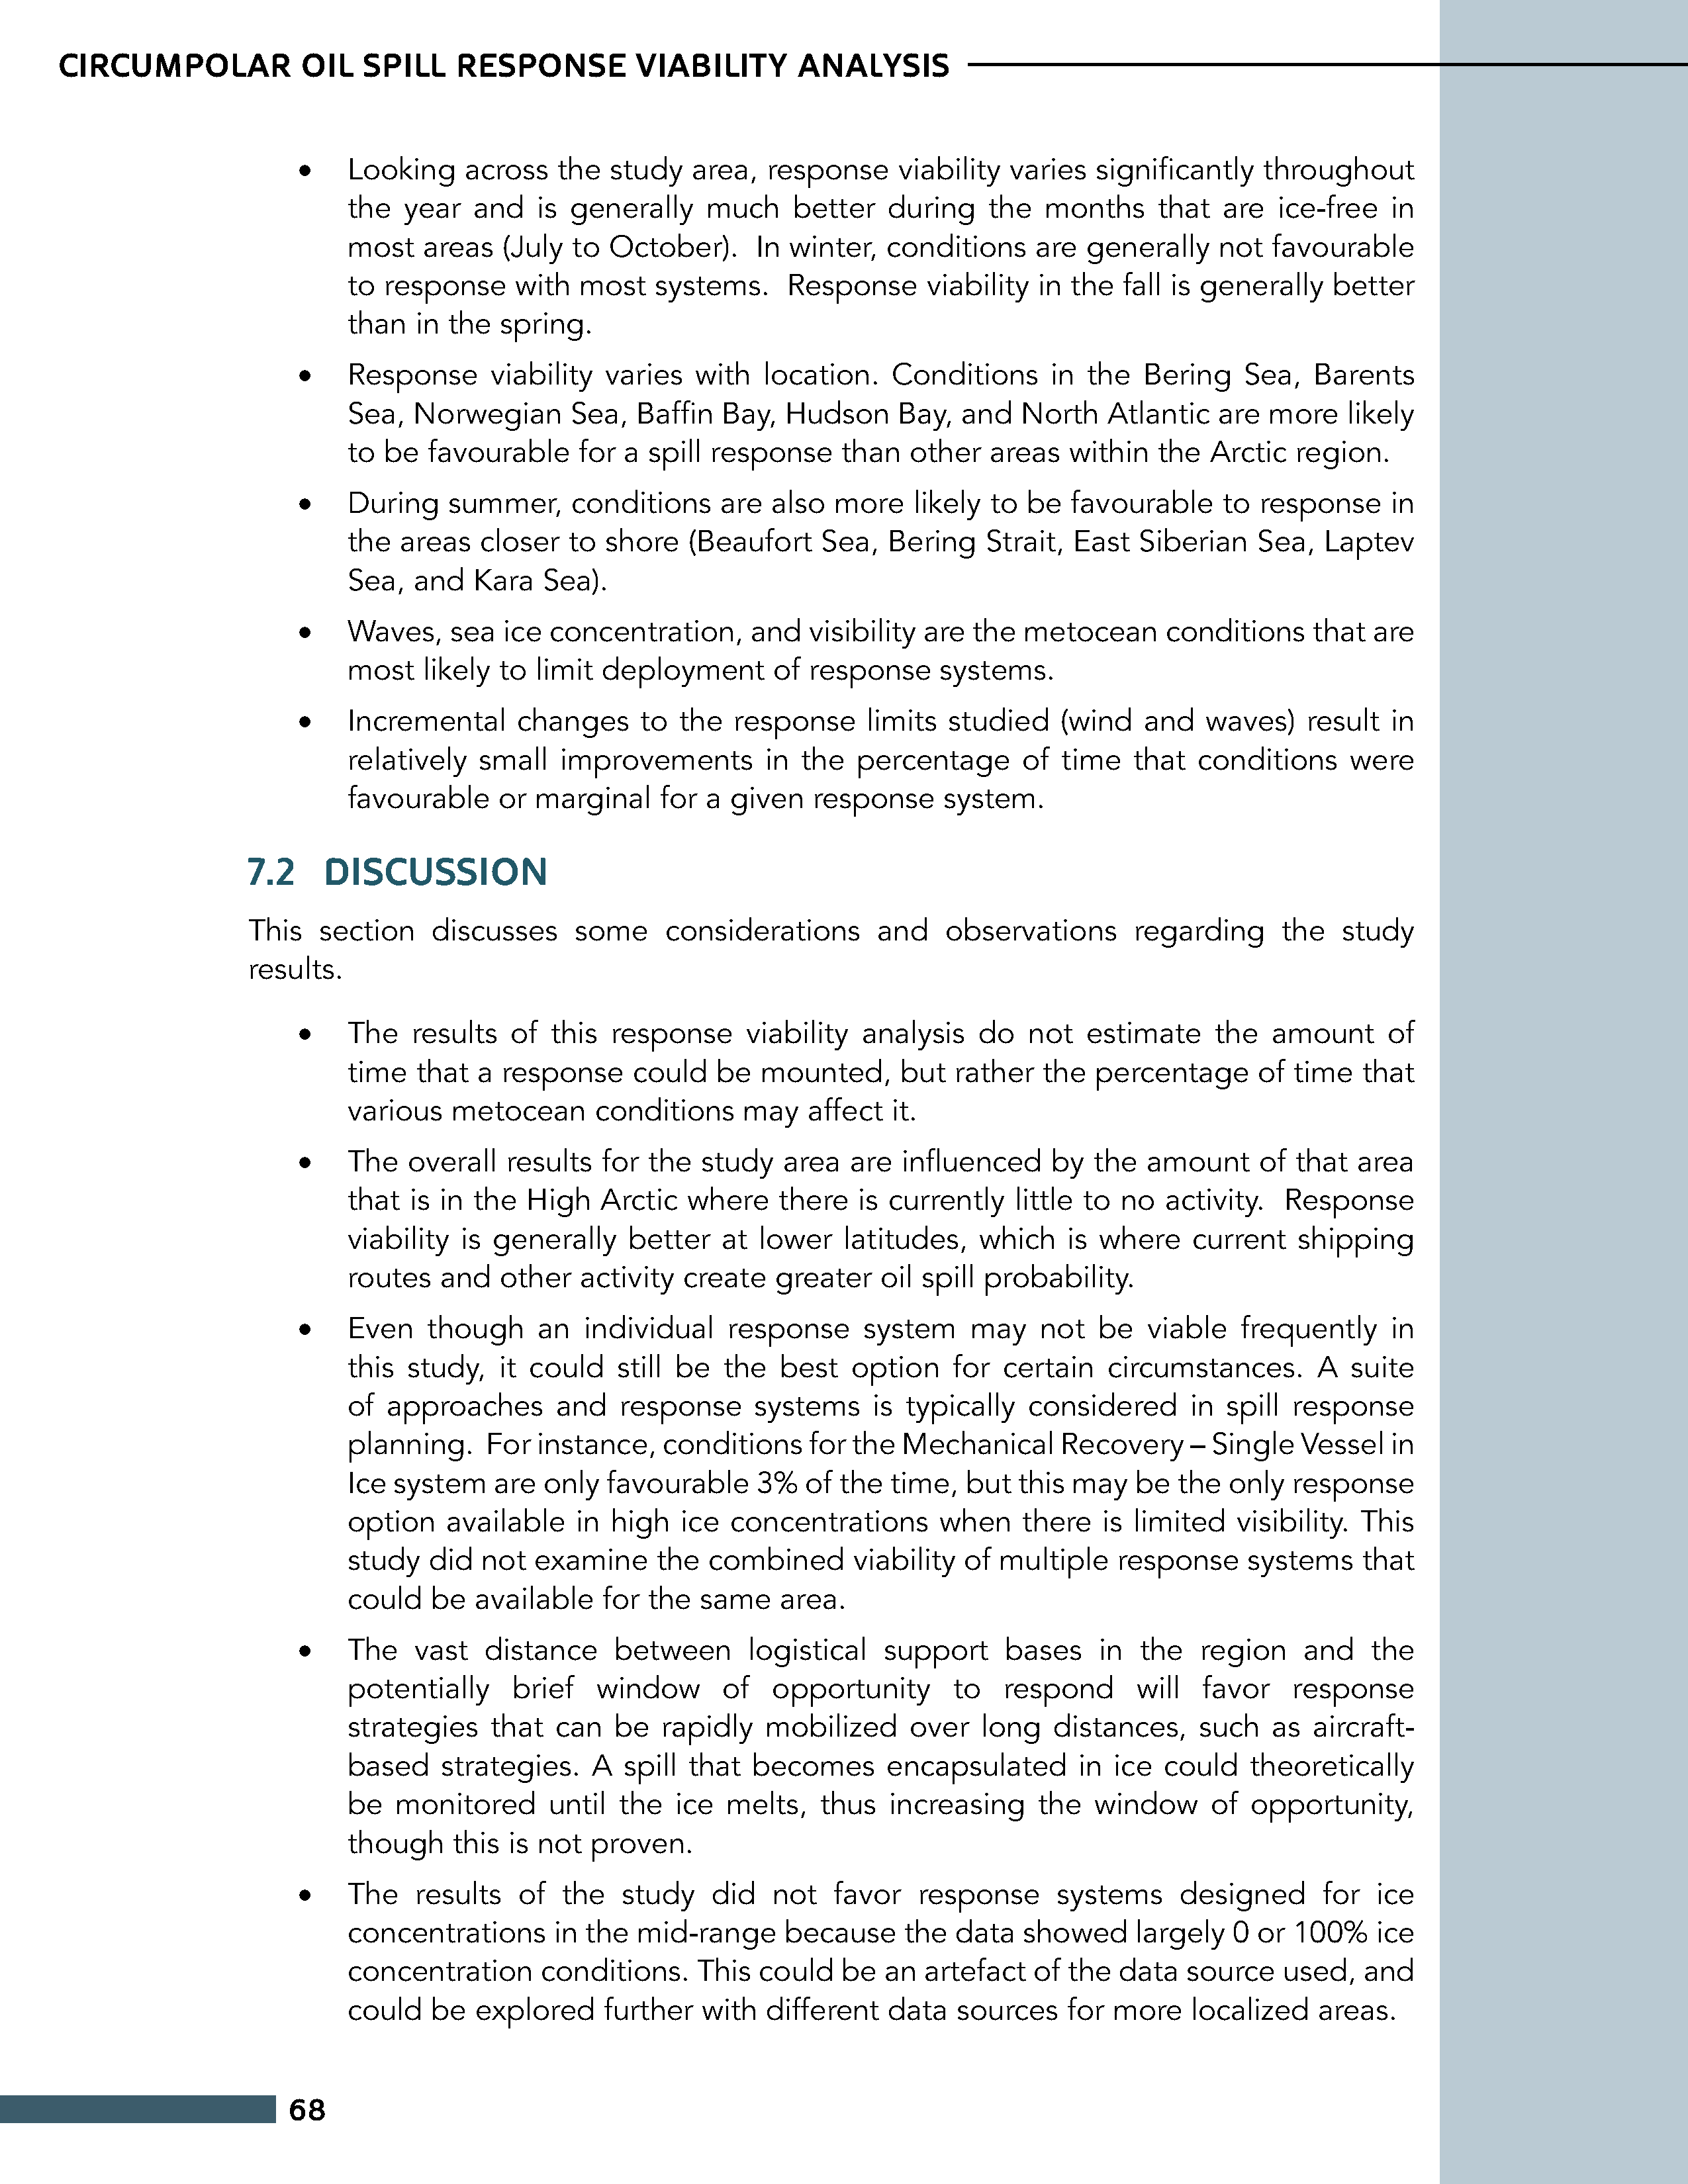 CIRCUMPOLAR OIL SPILL RESPONSE VIABILITY ANALYSIS
• Looking across the study area, response viability varies significantly throughout
the year and is generally much better during the months that are ice-free in
most areas (July to October).  In winter, conditions are generally not favourable
to response with most systems.  Response viability in the fall is generally better
than in the spring.
• Response viability varies with location. Conditions in the Bering Sea, Barents
Sea, Norwegian Sea, Baffin Bay, Hudson Bay, and North Atlantic are more likely
to be favourable for a spill response than other areas within the Arctic region.
• During summer, conditions are also more likely to be favourable to response in
the areas closer to shore (Beaufort Sea, Bering Strait, East Siberian Sea, Laptev
Sea, and Kara Sea).
• Waves, sea ice concentration, and visibility are the metocean conditions that are
most likely to limit deployment of response systems.
• Incremental changes to the response limits studied (wind and waves) result in
relatively small improvements in the percentage of time that conditions were
favourable or marginal for a given response system.
7.2 DISCUSSION
This section discusses some considerations and observations regarding the study
results.
• The results of this response viability analysis do not estimate the amount of
time that a response could be mounted, but rather the percentage of time that
various metocean conditions may affect it.
• The overall results for the study area are influenced by the amount of that area
that is in the High Arctic where there is currently little to no activity.  Response
viability is generally better at lower latitudes, which is where current shipping
routes and other activity create greater oil spill probability.
• Even though an individual response system may not be viable frequently in
this study, it could still be the best option for certain circumstances. A suite
of approaches and response systems is typically considered in spill response
planning.  For instance, conditions for the Mechanical Recovery – Single Vessel in
Ice system are only favourable 3% of the time, but this may be the only response
option available in high ice concentrations when there is limited visibility. This
study did not examine the combined viability of multiple response systems that
could be available for the same area.
• The vast distance between logistical support bases in the region and the
potentially brief window of opportunity to respond will favor response
strategies that can be rapidly mobilized over long distances, such as aircraft-
based strategies. A spill that becomes encapsulated in ice could theoretically
be monitored until the ice melts, thus increasing the window of opportunity,
though this is not proven.
• The results of the study did not favor response systems designed for ice
concentrations in the mid-range because the data showed largely 0 or 100% ice
concentration conditions. This could be an artefact of the data source used, and
could be explored further with different data sources for more localized areas.
68